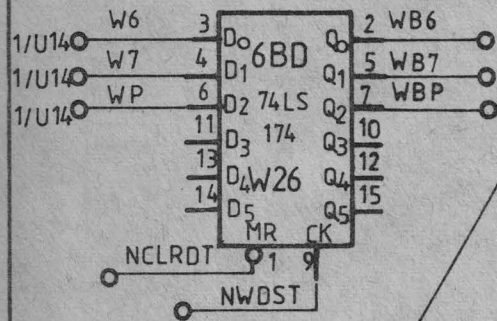 W6 3 2 WB6
1/U14 D0 6BD Q0
W7 4 5 WB7
1/U14 D1 Q1
WP 6 74LS 7 WBP
1/U14 D2 Q2
11 174 10
D3 Q3
13 12
D4 W26 Q4
14 15
D5 Q5
MR CK
NCLRDT 1 9
NWDST